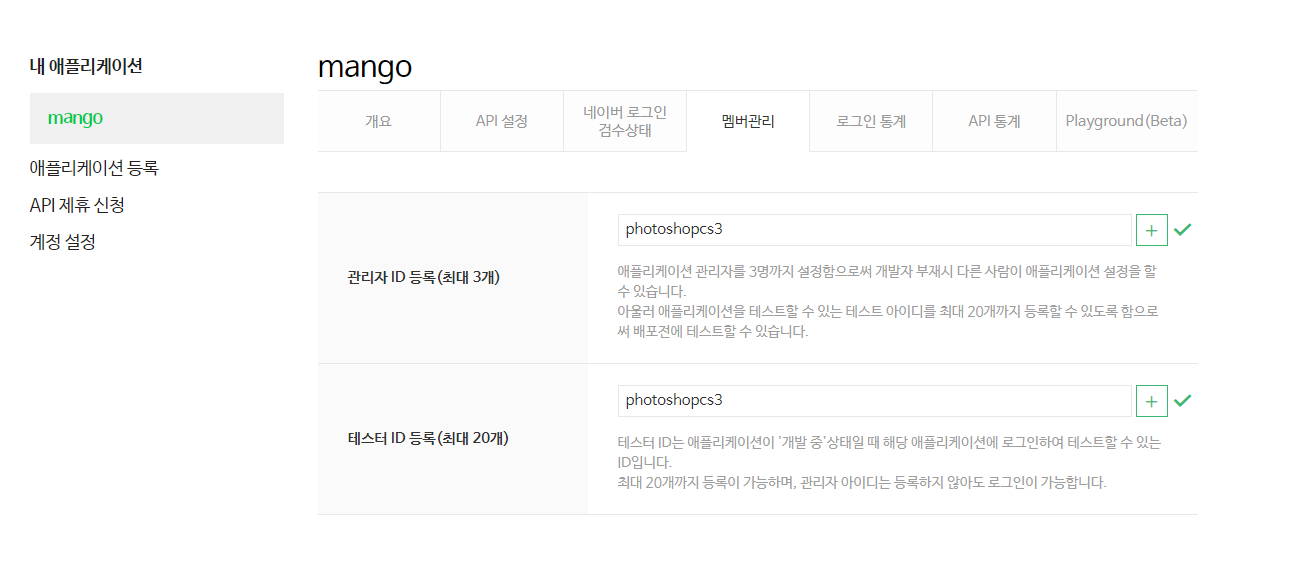 내 애플리케이션
mango
애플리케이션 등록
API 제휴 신청
계정 설정
mango
개요
API 설정
네이버 로그인
검수상태
멤버관리
로그인 통계
API 통계
Playground(Beta)
관리자 ID 등록(최대 3개)
photoshopcs3
+
애플리케이션 관리자를 3명까지 설정함으로써 개발자 부재시 다른 사람이 애플리케이션 설정을 할
수 있습니다.
아울러 애플리케이션을 테스트할 수 있는 테스트 아이디를 최대 20개까지 등록할 수 있도록 함으로
써 배포전에 테스트할 수 있습니다.
테스터 ID 등록(최대 20개)
photoshopcs3
+
테스터 ID는 애플리케이션이 '개발 중'상태일 때 해당 애플리케이션에 로그인하여 테스트할 수 있는
ID입니다.
최대 20개까지 등록이 가능하며, 관리자 아이디는 등록하지 않아도 로그인이 가능합니다.